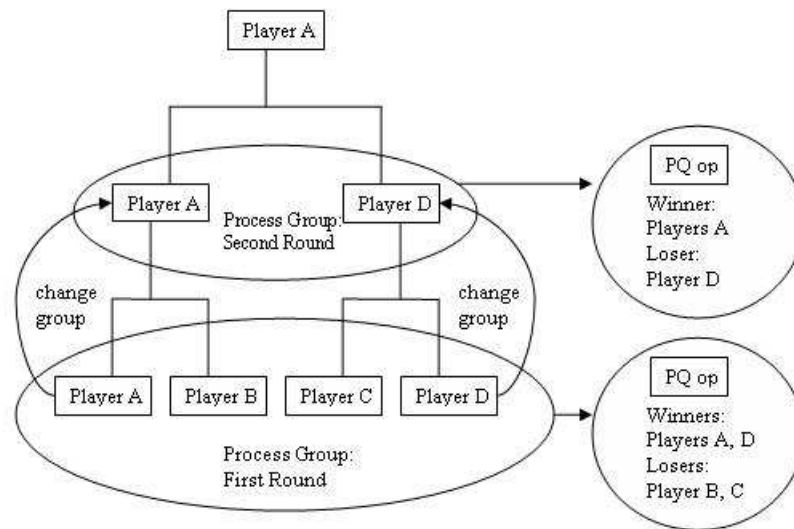 Player A
Player A
Player D
Process Group:
Second Round
PQ op
Winner:
Players A
Loser:
Player D
change
group
change
group
Player A
Player B
Player C
Player D
Process Group:
First Round
PQ op
Winners:
Players A, D
Losers:
Player B, C